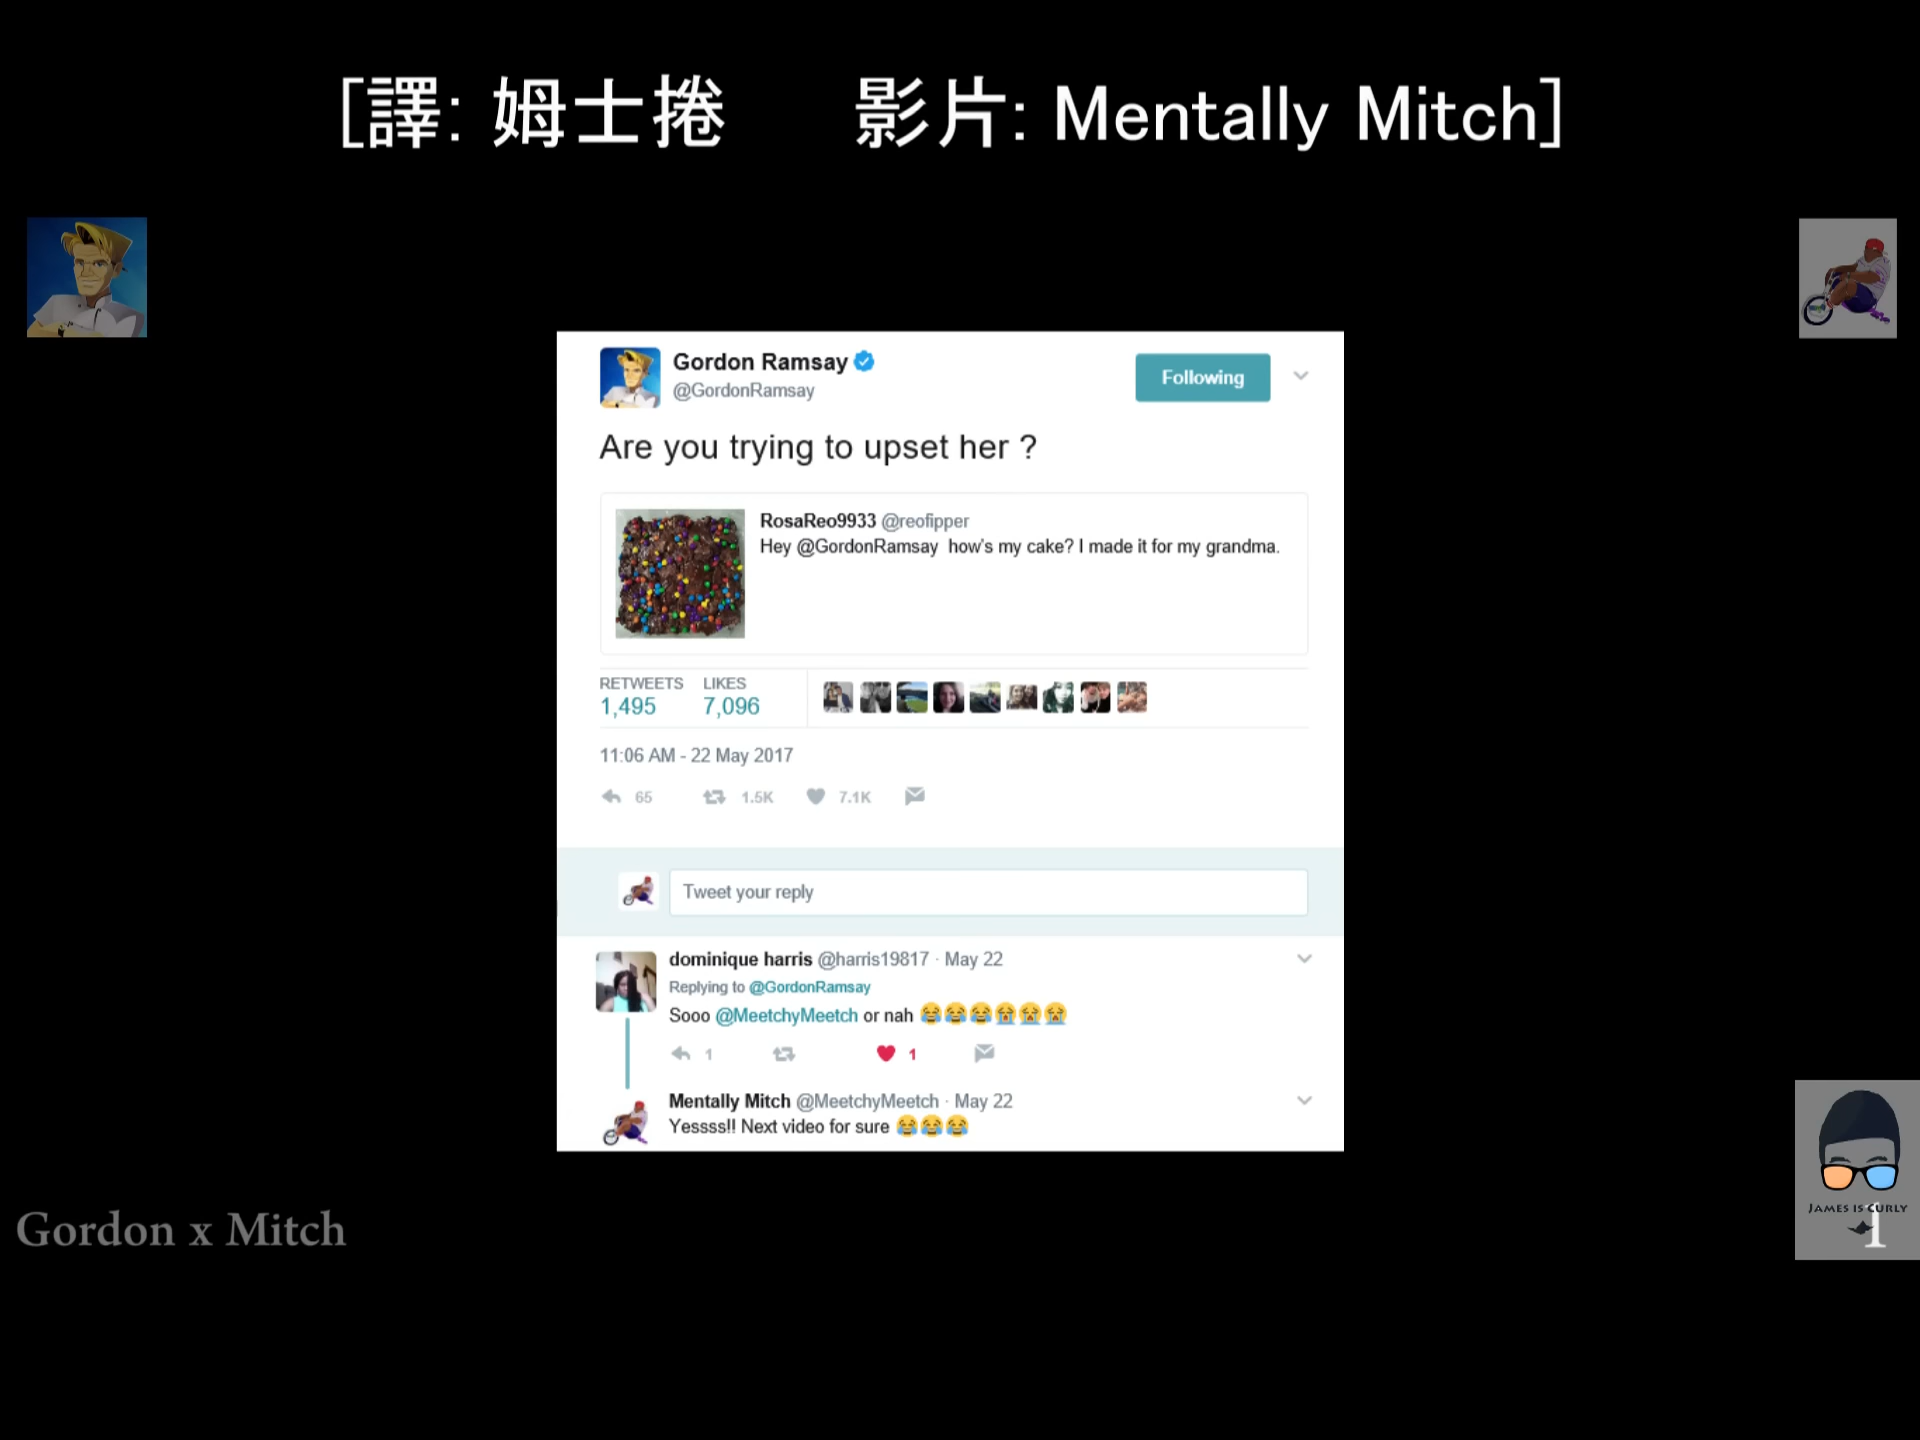 [譯: 姆士捲 影片: Mentally Mitch]
Gordon Ramsay
@GordonRamsay
Following
Are you trying to upset her ?
RosaReo9933 @reofipper
Hey @GordonRamsay how's my cake? I made it for my grandma.
RETWEETS LIKES
1,495 7,096
11:06 AM - 22 May 2017
65 1.5K 7.1K
Tweet your reply
dominique harris @harris19817 · May 22
Replying to @GordonRamsay
Sooo @MeetchyMeetch or nah 😂😂😂😭😭😭
1 1
Mentally Mitch @MeetchyMeetch · May 22
Yessss!! Next video for sure 😂😂😂
JAMES IS CURLY
Gordon x Mitch
1